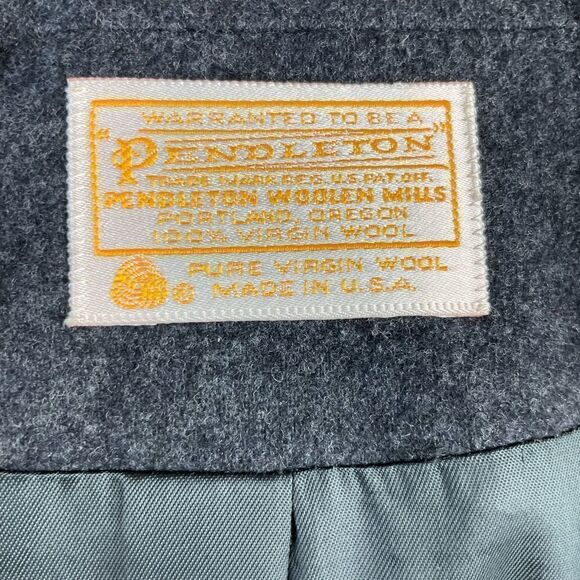 WARRANTED TO BE A
"PENDLETON"
TRADE MARK REG. U.S. PAT. OFF.
PENDLETON WOOLEN MILLS
PORTLAND, OREGON
100% VIRGIN WOOL
PURE VIRGIN WOOL
® MADE IN U.S.A.